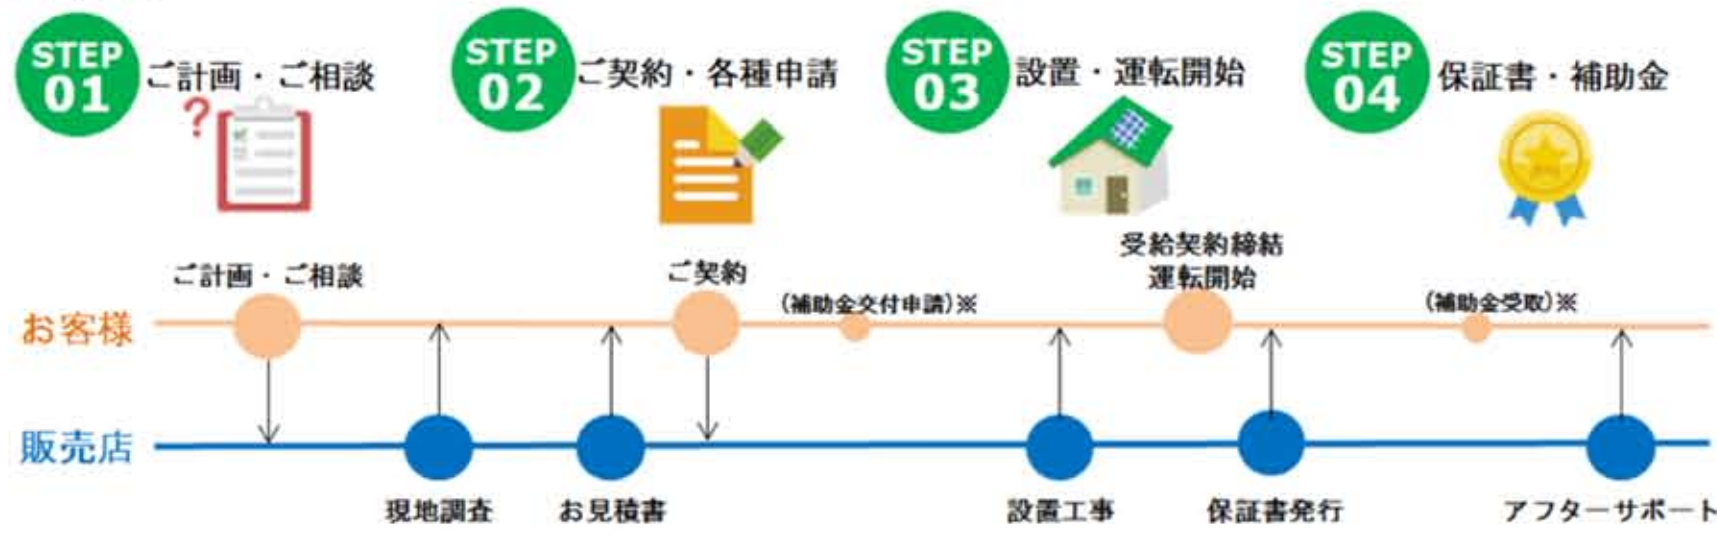 STEP
01
ご計画・ご相談
STEP
02
ご契約・各種申請
STEP
03
設置・運転開始
STEP
04
保証書・補助金
?
ご計画・ご相談
ご契約
(補助金交付申請)※
受給契約締結
運転開始
(補助金受取)※
お客様
販売店
現地調査
お見積書
設置工事
保証書発行
アフターサポート